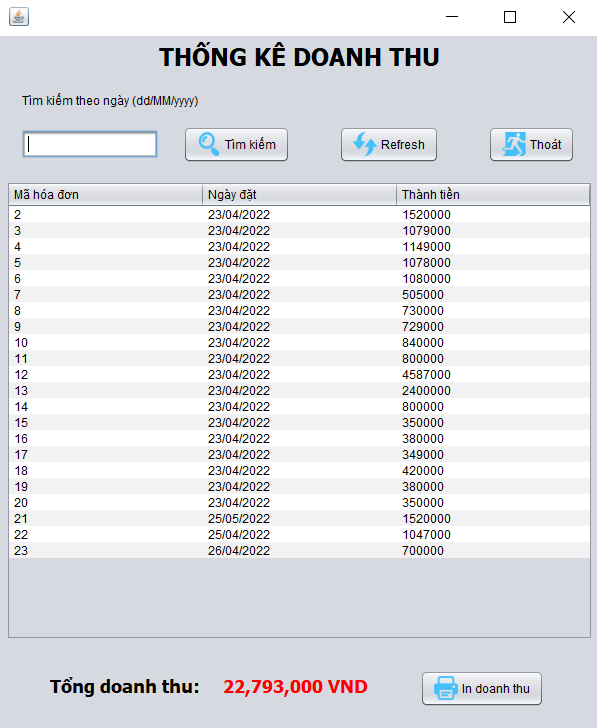 THỐNG KÊ DOANH THU
Tìm kiếm theo ngày (dd/MM/yyyy)
Tìm kiếm Refresh Thoát
Mã hóa đơn Ngày đặt Thành tiền
2 23/04/2022 1520000
3 23/04/2022 1079000
4 23/04/2022 1149000
5 23/04/2022 1078000
6 23/04/2022 1080000
7 23/04/2022 505000
8 23/04/2022 730000
9 23/04/2022 729000
10 23/04/2022 840000
11 23/04/2022 800000
12 23/04/2022 4587000
13 23/04/2022 2400000
14 23/04/2022 800000
15 23/04/2022 350000
16 23/04/2022 380000
17 23/04/2022 349000
18 23/04/2022 420000
19 23/04/2022 380000
20 23/04/2022 350000
21 25/05/2022 1520000
22 25/04/2022 1047000
23 26/04/2022 700000
Tổng doanh thu: 22,793,000 VND In doanh thu